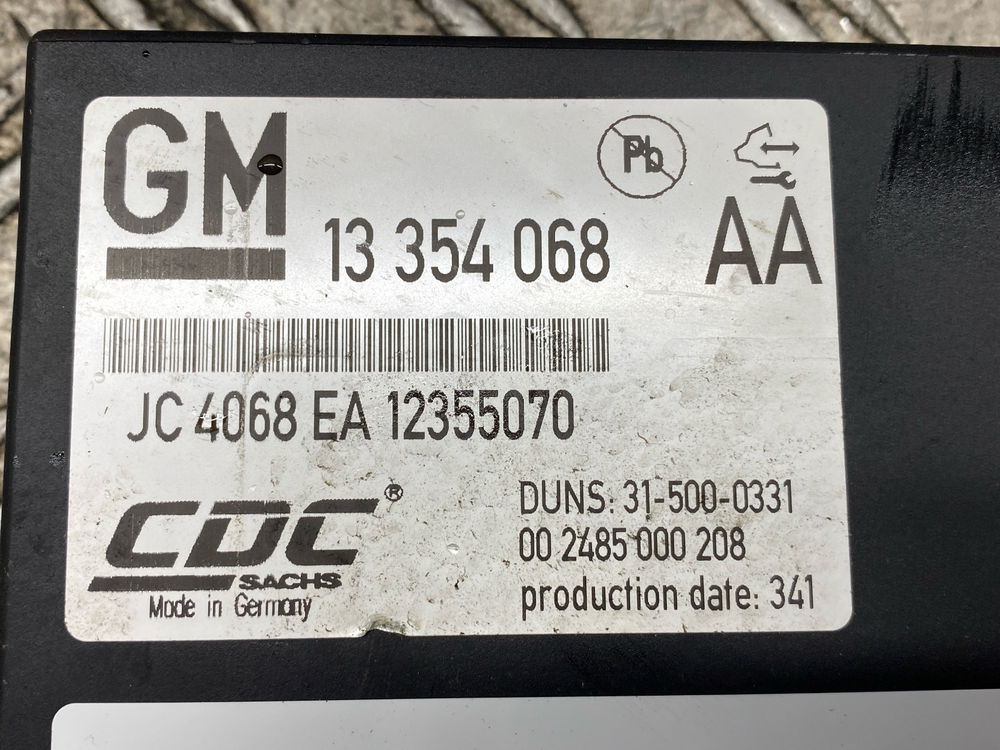 GM
Pb
13 354 068
AA
JC 4068 EA 12355070
CDC®
SACHS
Made in Germany
DUNS: 31-500-0331
00 2485 000 208
production date: 341